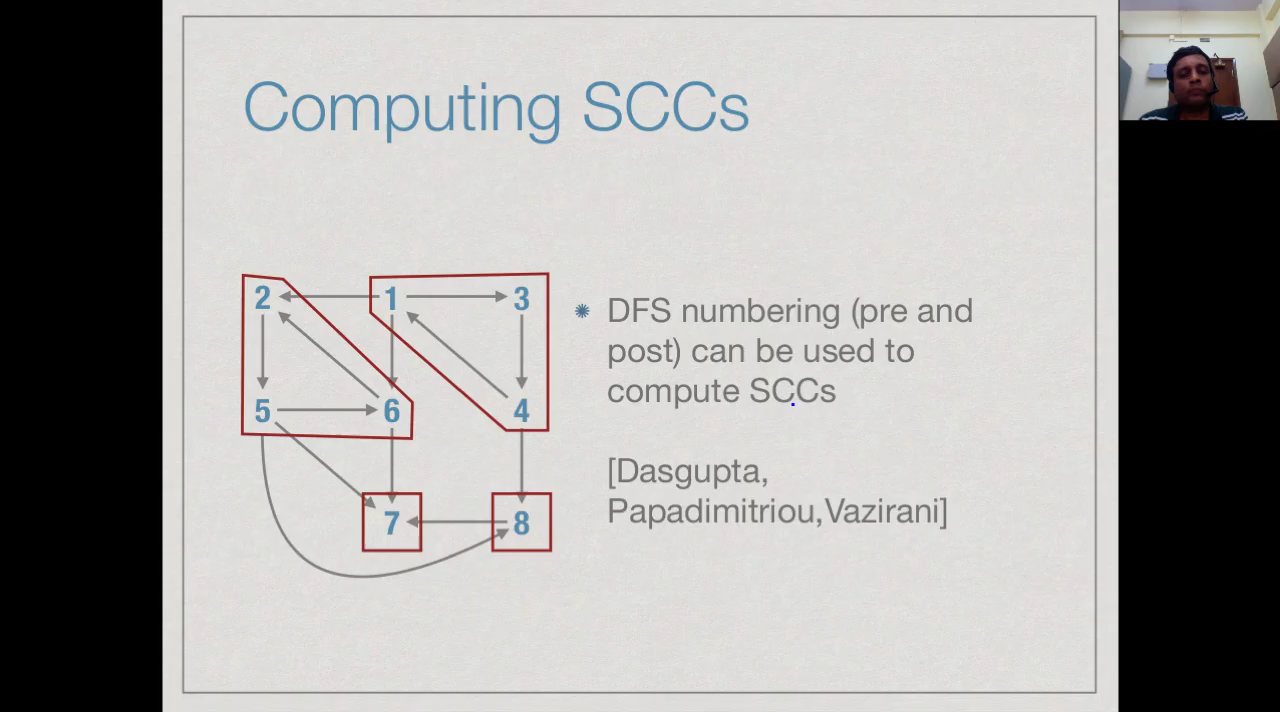 Computing SCCs
2 1 3
5 6 4
7 8
DFS numbering (pre and
post) can be used to
compute SCCs
[Dasgupta,
Papadimitriou,Vazirani]